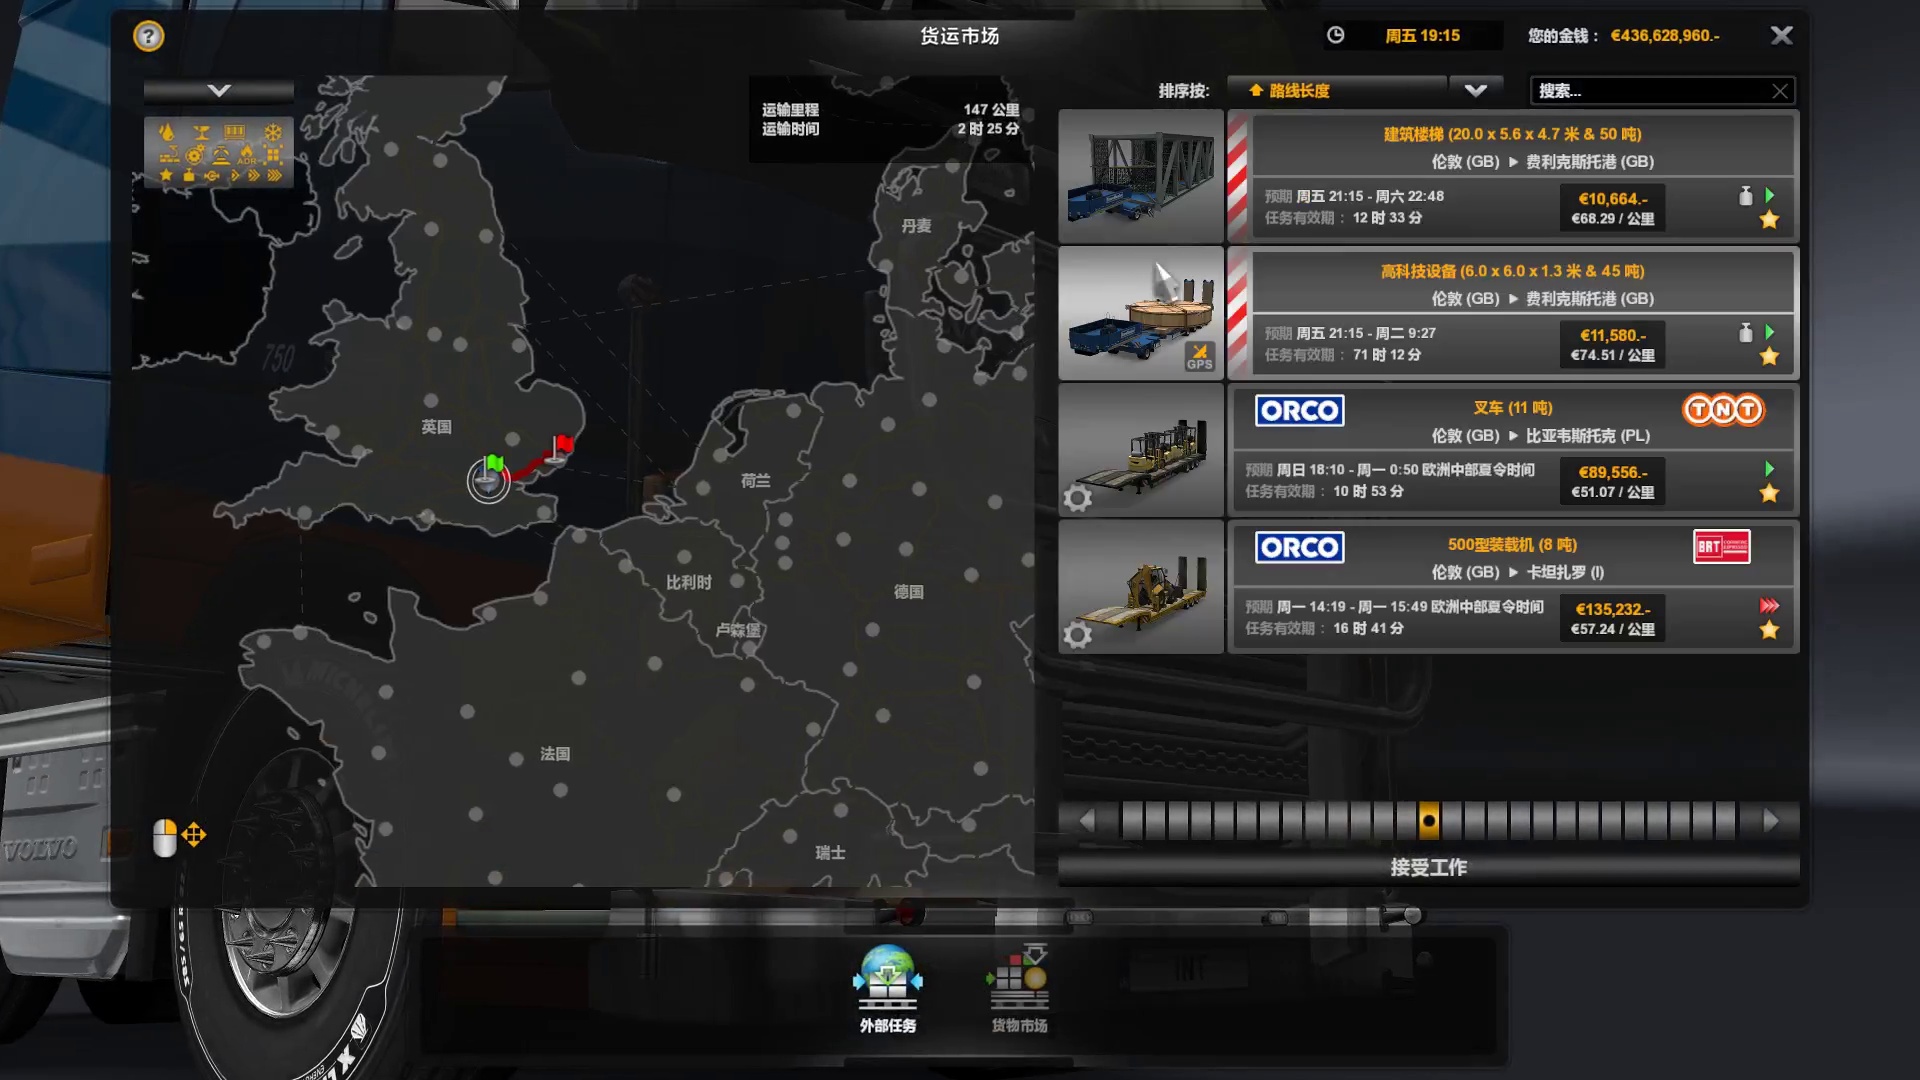 货运市场
周五 19:15
您的金钱： €436,628,960.-
运输里程 147 公里
运输时间 2 时 25 分
排序按: 路线长度
搜索...
ADR
750
丹麦
英国
荷兰
比利时
德国
卢森堡
法国
瑞士
MICHELIN
VOLVO
建筑楼梯 (20.0 x 5.6 x 4.7 米 & 50 吨)
伦敦 (GB) 费利克斯托港 (GB)
预期 周五 21:15 - 周六 22:48
任务有效期： 12 时 33 分
€10,664.-
€68.29 / 公里
高科技设备 (6.0 x 6.0 x 1.3 米 & 45 吨)
伦敦 (GB) 费利克斯托港 (GB)
GPS
预期 周五 21:15 - 周二 9:27
任务有效期： 71 时 12 分
€11,580.-
€74.51 / 公里
ORCO
叉车 (11 吨)
TNT
伦敦 (GB) 比亚韦斯托克 (PL)
预期 周日 18:10 - 周一 0:50 欧洲中部夏令时间
任务有效期： 10 时 53 分
€89,556.-
€51.07 / 公里
ORCO
500型装载机 (8 吨)
BRT
伦敦 (GB) 卡坦扎罗 (I)
预期 周一 14:19 - 周一 15:49 欧洲中部夏令时间
任务有效期： 16 时 41 分
€135,232.-
€57.24 / 公里
接受工作
外部任务
货物市场